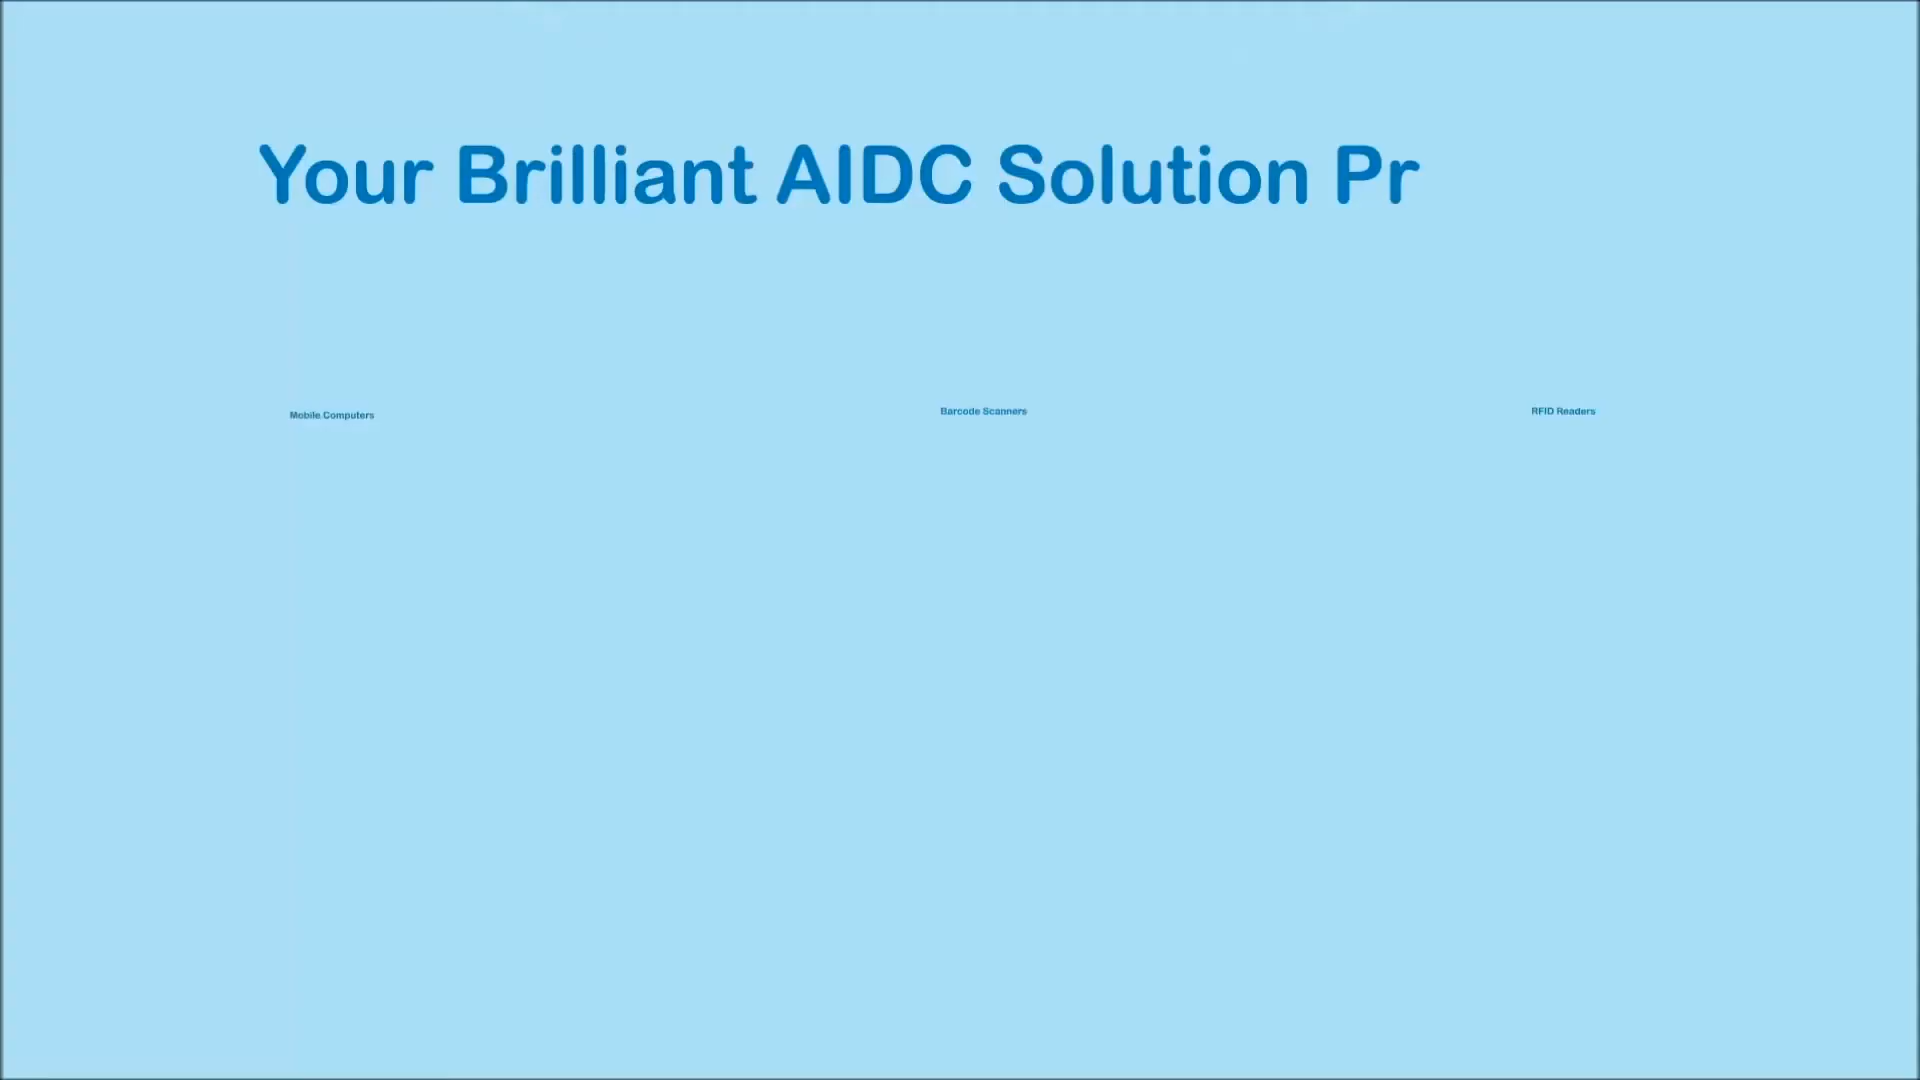 Your Brilliant AIDC Solution Pr
Mobile Computers
Barcode Scanners
RFID Readers